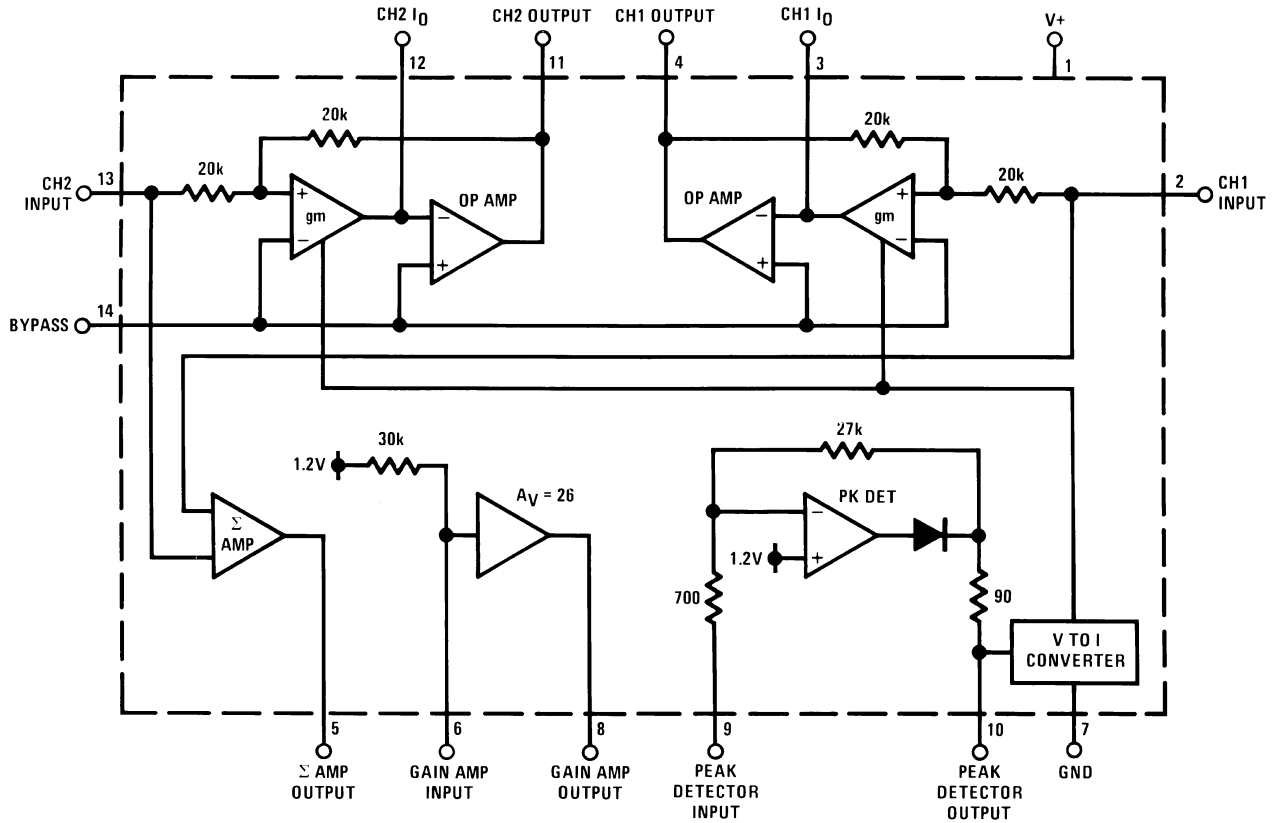 CH2 IO
CH2 OUTPUT
CH1 OUTPUT
CH1 IO
V+
12
11
4
3
1
20k
20k
20k
20k
13
CH2
INPUT
2
CH1
INPUT
+
gm
−
OP AMP
−
+
OP AMP
−
+
+
gm
−
14
BYPASS
30k
1.2V
AV = 26
Σ
AMP
27k
PK DET
−
+
1.2V
700
90
V TO I
CONVERTER
5
6
8
9
10
7
Σ AMP
OUTPUT
GAIN AMP
INPUT
GAIN AMP
OUTPUT
PEAK
DETECTOR
INPUT
PEAK
DETECTOR
OUTPUT
GND